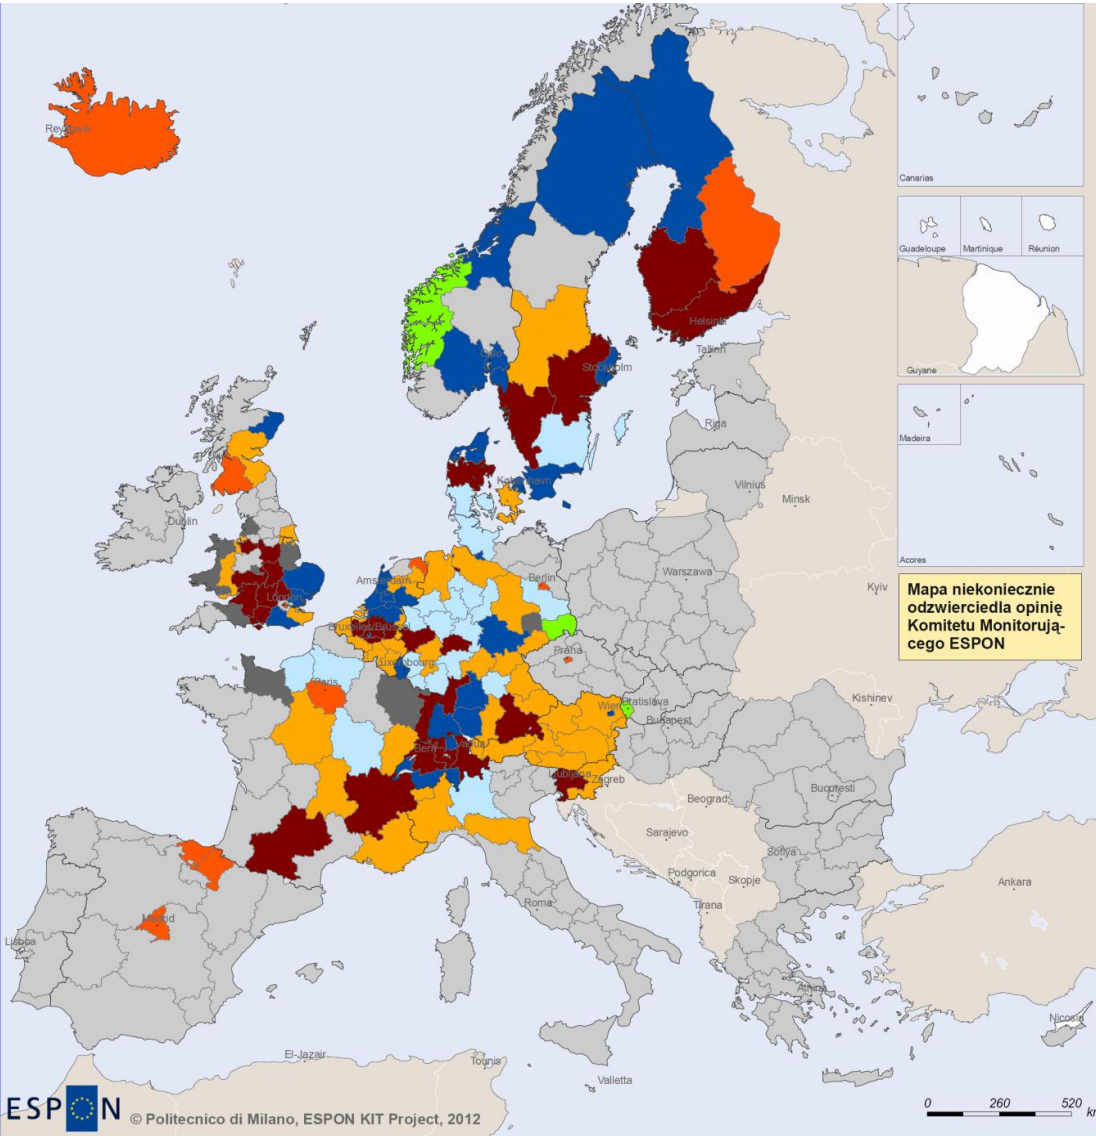 Reykjavik
Canarias
Guadeloupe
Martinique
Réunion
Helsinki
Oslo
Tallinn
Stockholm
Guyane
Riga
Madeira
København
Vilnius
Minsk
Dublin
Acores
Amsterdam
Berlin
Warszawa
London
Kyiv
Mapa niekoniecznie
odzwierciedla opinię
Komitetu Monitorują-
cego ESPON
Bruxelles/Brussel
Praha
Luxembourg
Paris
Kishinev
Wien
Bratislava
Budapest
Bern
Vaduz
Ljubljana
Zagreb
Bucuresti
Beograd
Sarajevo
Sofiya
Podgorica
Skopje
Ankara
Roma
Tirana
Madrid
Lisboa
Athina
Nicosia
El-Jazair
Tounis
Valletta
ESPON
© Politecnico di Milano, ESPON KIT Project, 2012
0 260 520
km